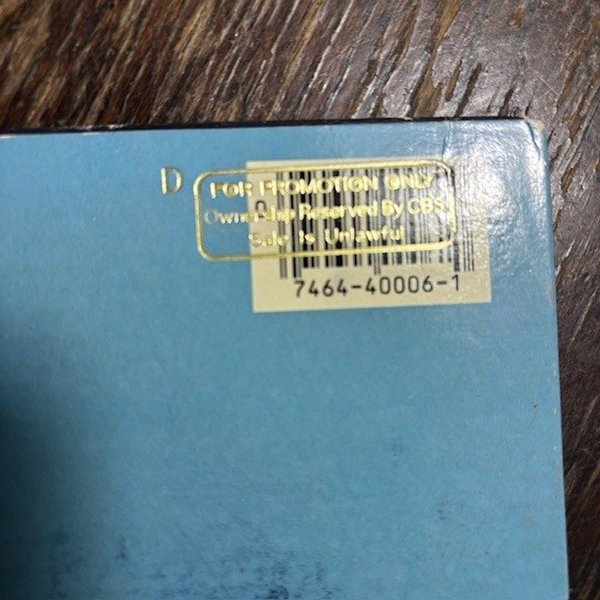 D
FOR PROMOTION ONLY
Ownership Reserved By CBS
Sale Is Unlawful
7464-40006-1